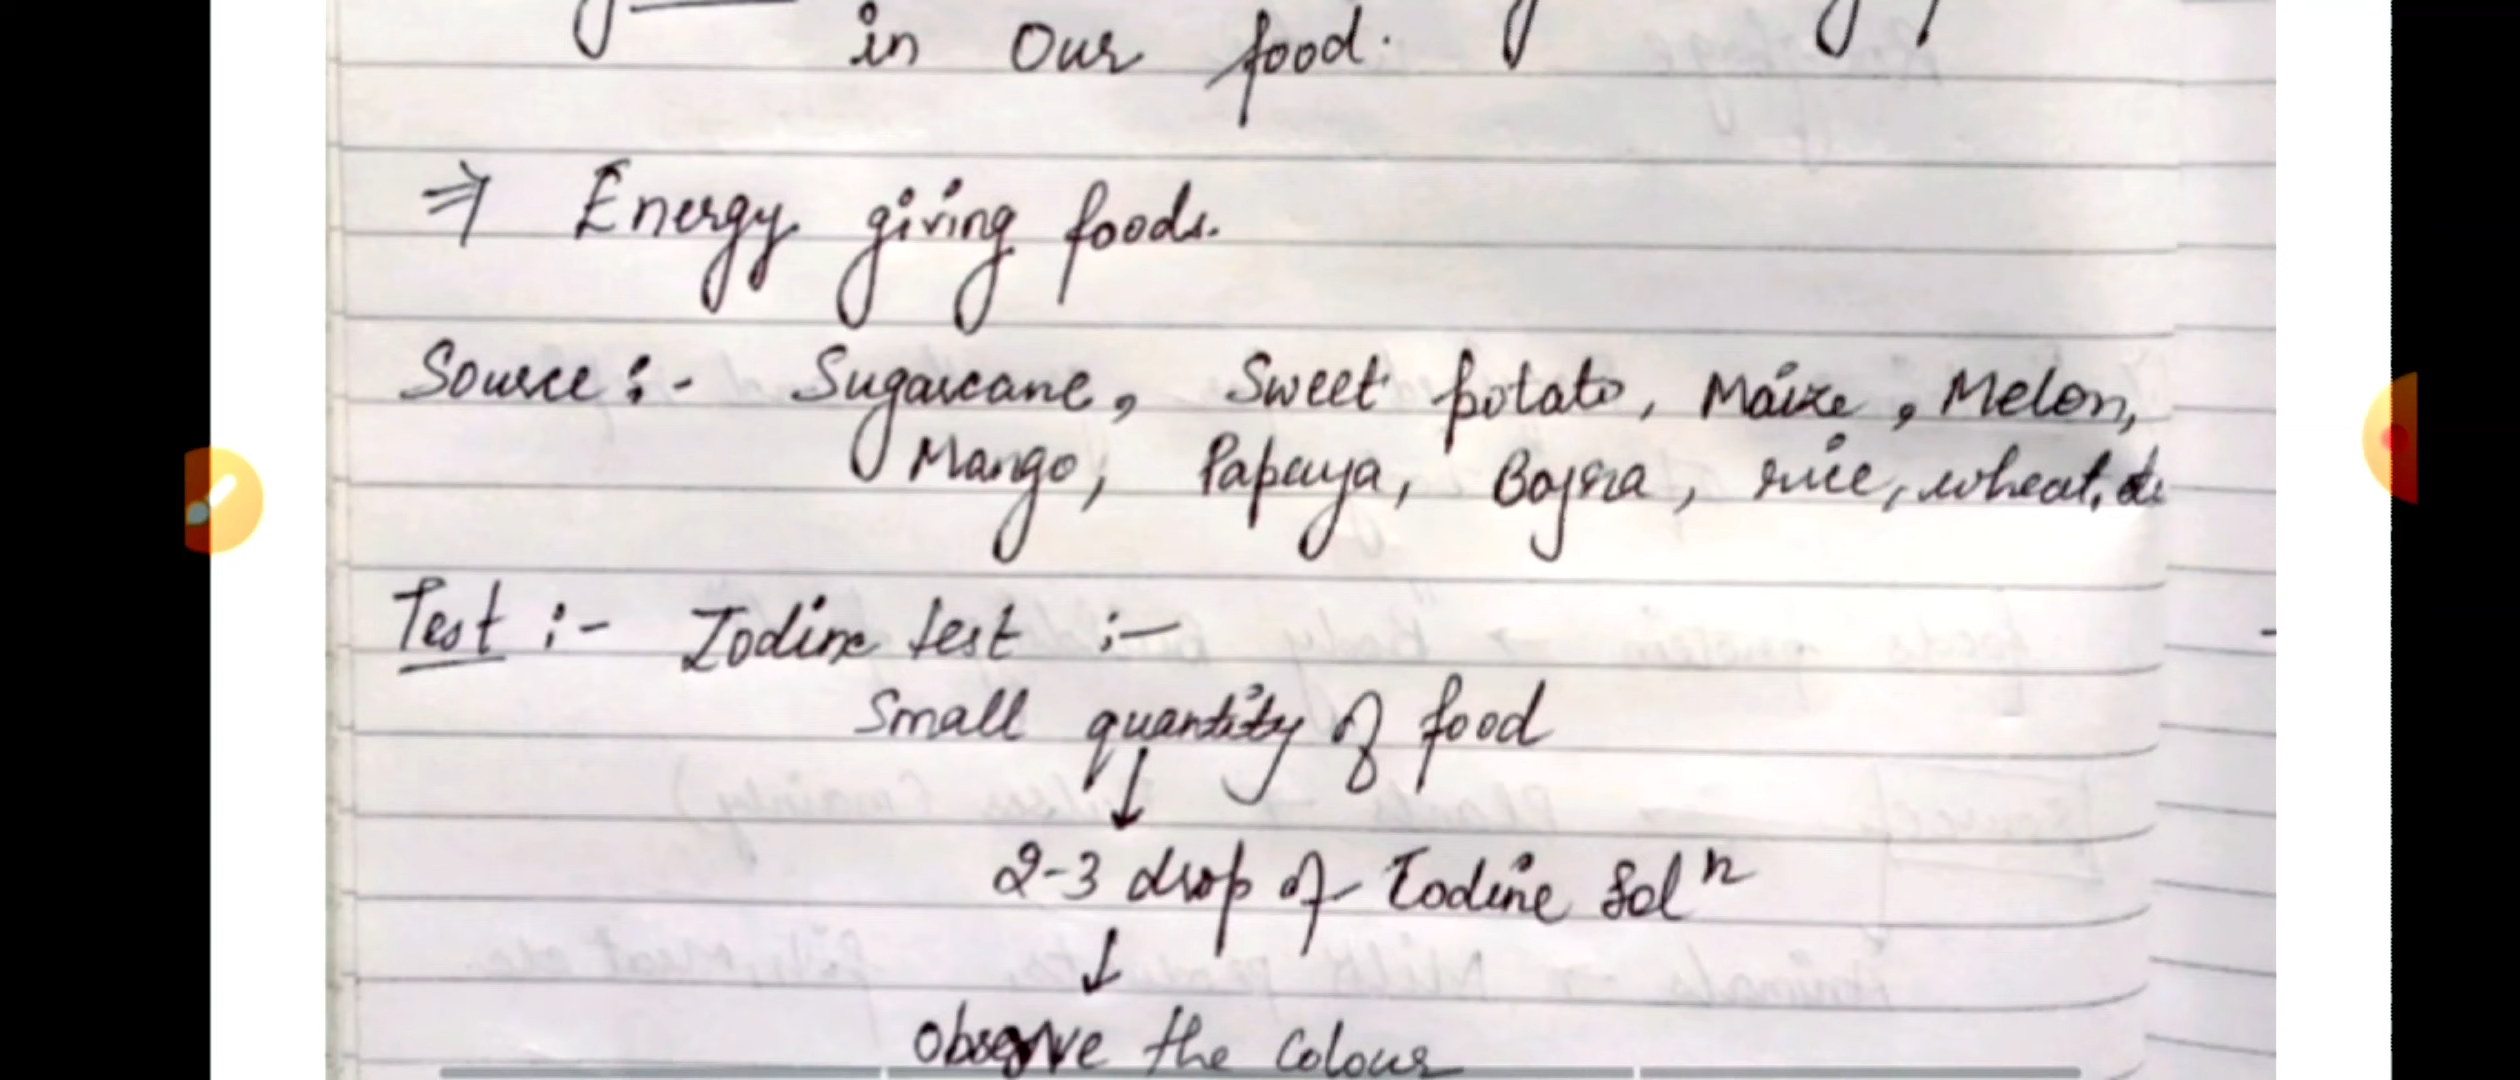 in Our food.
⇒ Energy giving foods.
Source :- Sugarcane, Sweet potato, Maize, Melon,
Mango, Papaya, Bajra, rice, wheat, etc
Test :- Iodine test :-
Small quantity of food
↓
2-3 drop of Iodine Solⁿ
↓
observe the colour